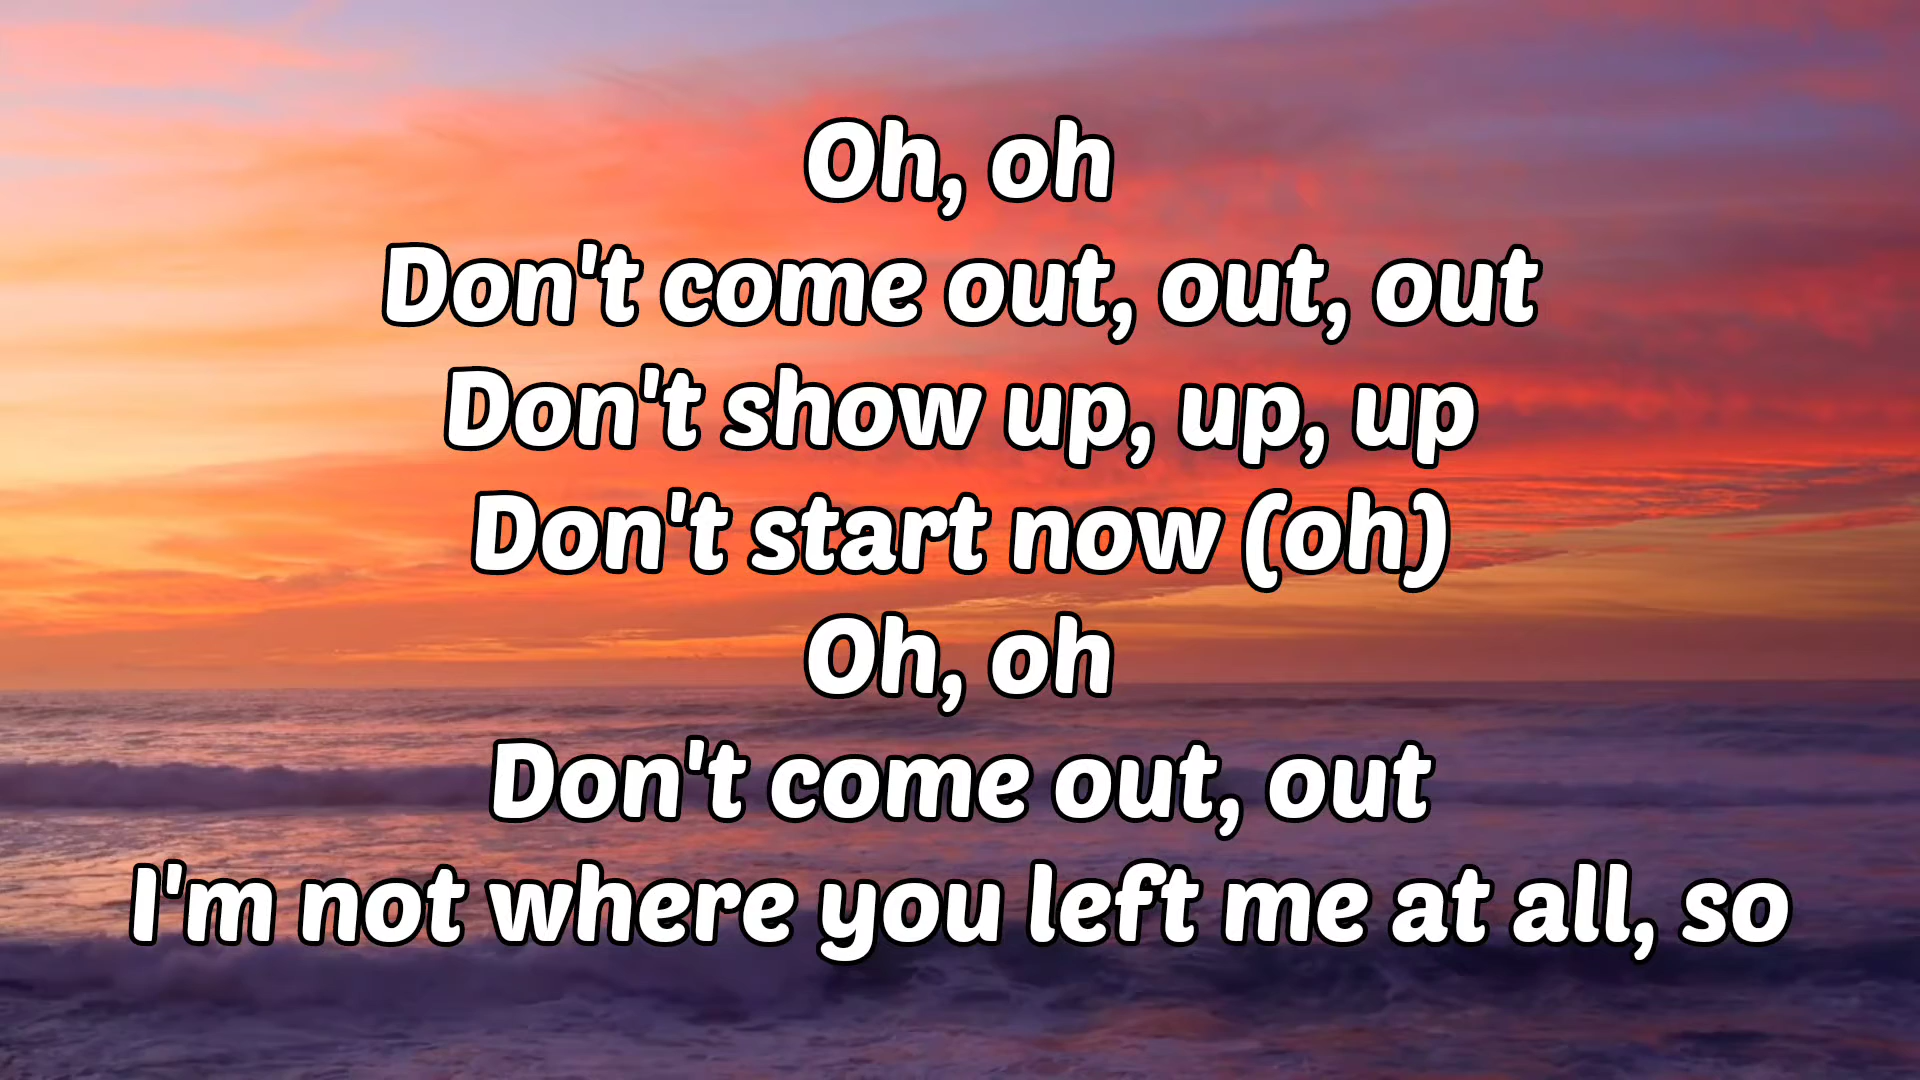 Oh, oh
Don't come out, out, out
Don't show up, up, up
Don't start now (oh)
Oh, oh
Don't come out, out
I'm not where you left me at all, so